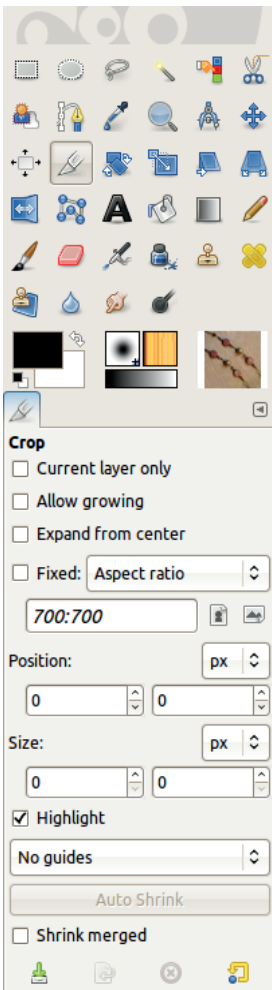 Crop
Current layer only
Allow growing
Expand from center
Fixed: Aspect ratio
700:700
Position: px
0 0
Size: px
0 0
Highlight
No guides
Auto Shrink
Shrink merged